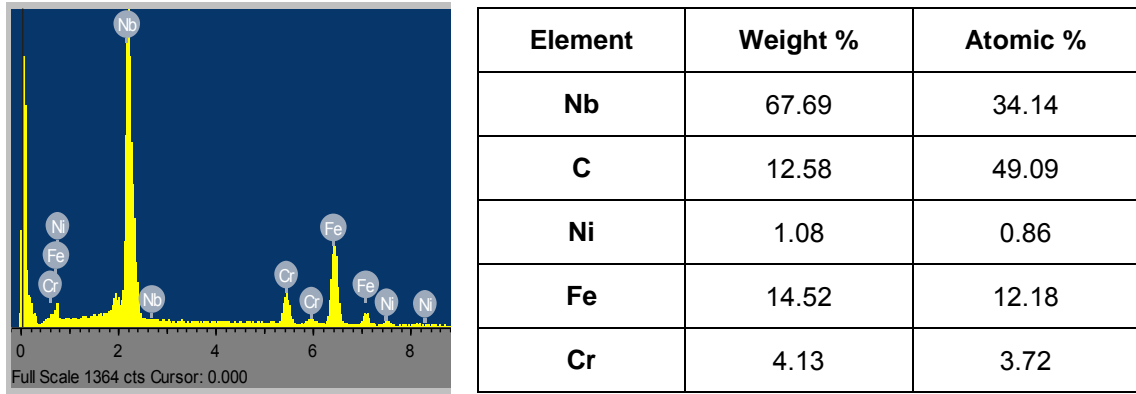 Nb
Ni
Fe
Cr
Nb
Cr
Cr
Fe
Fe
Ni
Ni
0 2 4 6 8
Full Scale 1364 cts Cursor: 0.000
Element Weight % Atomic %
Nb 67.69 34.14
C 12.58 49.09
Ni 1.08 0.86
Fe 14.52 12.18
Cr 4.13 3.72